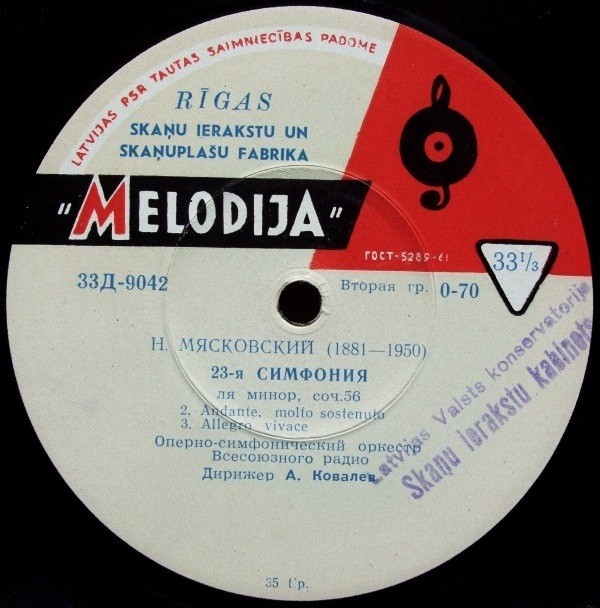 LATVIJAS PSR TAUTAS SAIMNIECĪBAS PADOME
RĪGAS
SKAŅU IERAKSTU UN
SKAŅUPLAŠU FABRIKA
"MELODIJA"
ГОСТ-5289-61
33⅓
33Д-9042
Вторая гр. 0-70
Н. МЯСКОВСКИЙ (1881—1950)
23-я СИМФОНИЯ
ля минор, соч.56
2. Andante, molto sostenuto
3. Allegro vivace
Оперно-симфонический оркестр
Всесоюзного радио
Дирижер А. Ковалев
Latvijas Valsts konservatorija
Skaņu ierakstu kabinets
35 t'p.